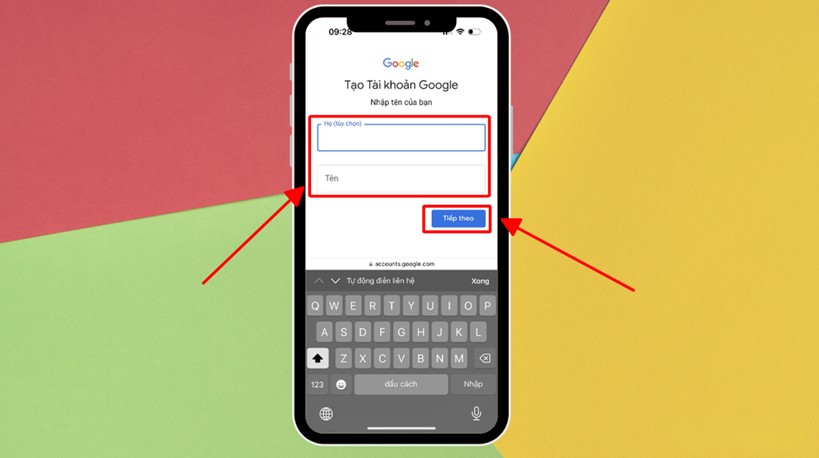 09:28
Google
Tạo Tài khoản Google
Nhập tên của bạn
Họ (tùy chọn)
Tên
Tiếp theo
accounts.google.com
Tự động điền liên hệ Xong
Q W E R T Y U I O P
A S D F G H J K L
Z X C V B N M
123 dấu cách Nhập